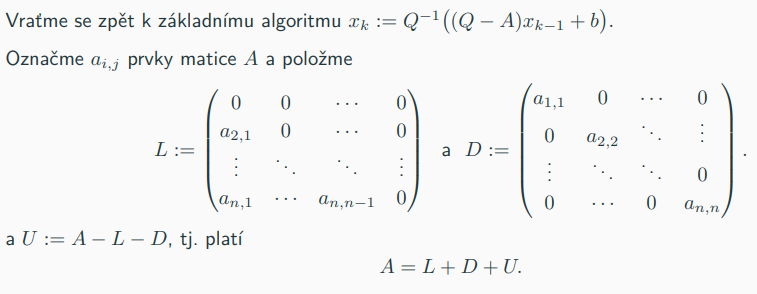 Vraťme se zpět k základnímu algoritmu $x_k := Q^{-1}\big((Q - A)x_{k-1} + b\big)$.
Označme $a_{i,j}$ prvky matice $A$ a položme
$L := \begin{pmatrix} 0 & 0 & \cdots & 0 \\ a_{2,1} & 0 & \cdots & 0 \\ \vdots & \ddots & \ddots & \vdots \\ a_{n,1} & \cdots & a_{n,n-1} & 0 \end{pmatrix}$ a $D := \begin{pmatrix} a_{1,1} & 0 & \cdots & 0 \\ 0 & a_{2,2} & \ddots & \vdots \\ \vdots & \ddots & \ddots & 0 \\ 0 & \cdots & 0 & a_{n,n} \end{pmatrix}$.
a $U := A - L - D$, tj. platí
$A = L + D + U.$